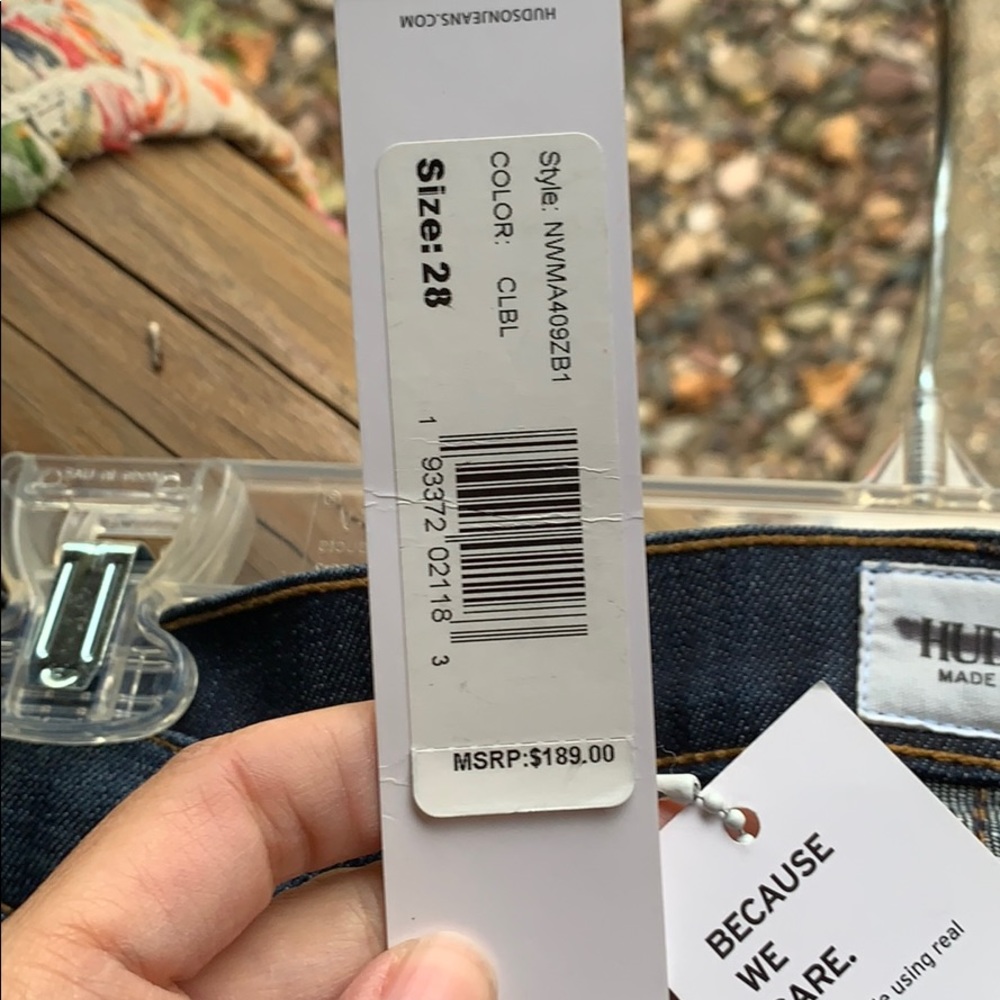 HUDSONJEANS.COM
Style: NWMA409ZB1
COLOR: CLBL
Size: 28
1 93372 02118 3
MSRP:$189.00
HUD
MADE
BECAUSE
WE
ARE.
using real